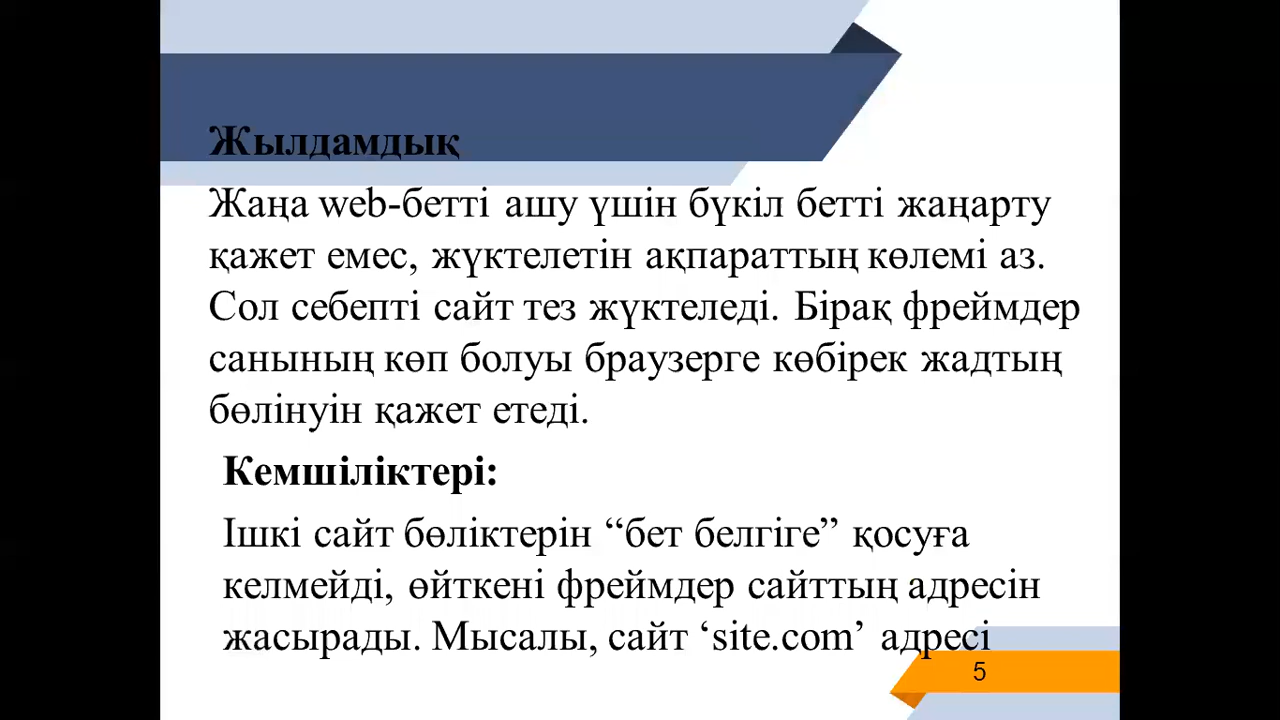 Жылдамдық
Жаңа web-бетті ашу үшін бүкіл бетті жаңарту
қажет емес, жүктелетін ақпараттың көлемі аз.
Сол себепті сайт тез жүктеледі. Бірақ фреймдер
санының көп болуы браузерге көбірек жадтың
бөлінуін қажет етеді.
Кемшіліктері:
Ішкі сайт бөліктерін “бет белгіге” қосуға
келмейді, өйткені фреймдер сайттың адресін
жасырады. Мысалы, сайт ‘site.com’ адресі
5